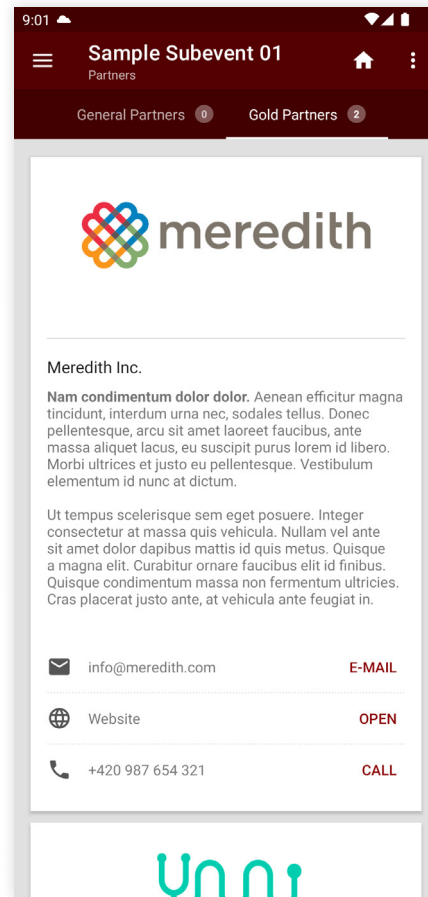 9:01
Sample Subevent 01
Partners
General Partners 0 Gold Partners 2
meredith
Meredith Inc.
Nam condimentum dolor dolor. Aenean efficitur magna
tincidunt, interdum urna nec, sodales tellus. Donec
pellentesque, arcu sit amet laoreet faucibus, ante
massa aliquet lacus, eu suscipit purus lorem id libero.
Morbi ultrices et justo eu pellentesque. Vestibulum
elementum id nunc at dictum.
Ut tempus scelerisque sem eget posuere. Integer
consectetur at massa quis vehicula. Nullam vel ante
sit amet dolor dapibus mattis id quis metus. Quisque
a magna elit. Curabitur ornare faucibus elit id finibus.
Quisque condimentum massa non fermentum ultricies.
Cras placerat justo ante, at vehicula ante feugiat in.
info@meredith.com E-MAIL
Website OPEN
+420 987 654 321 CALL